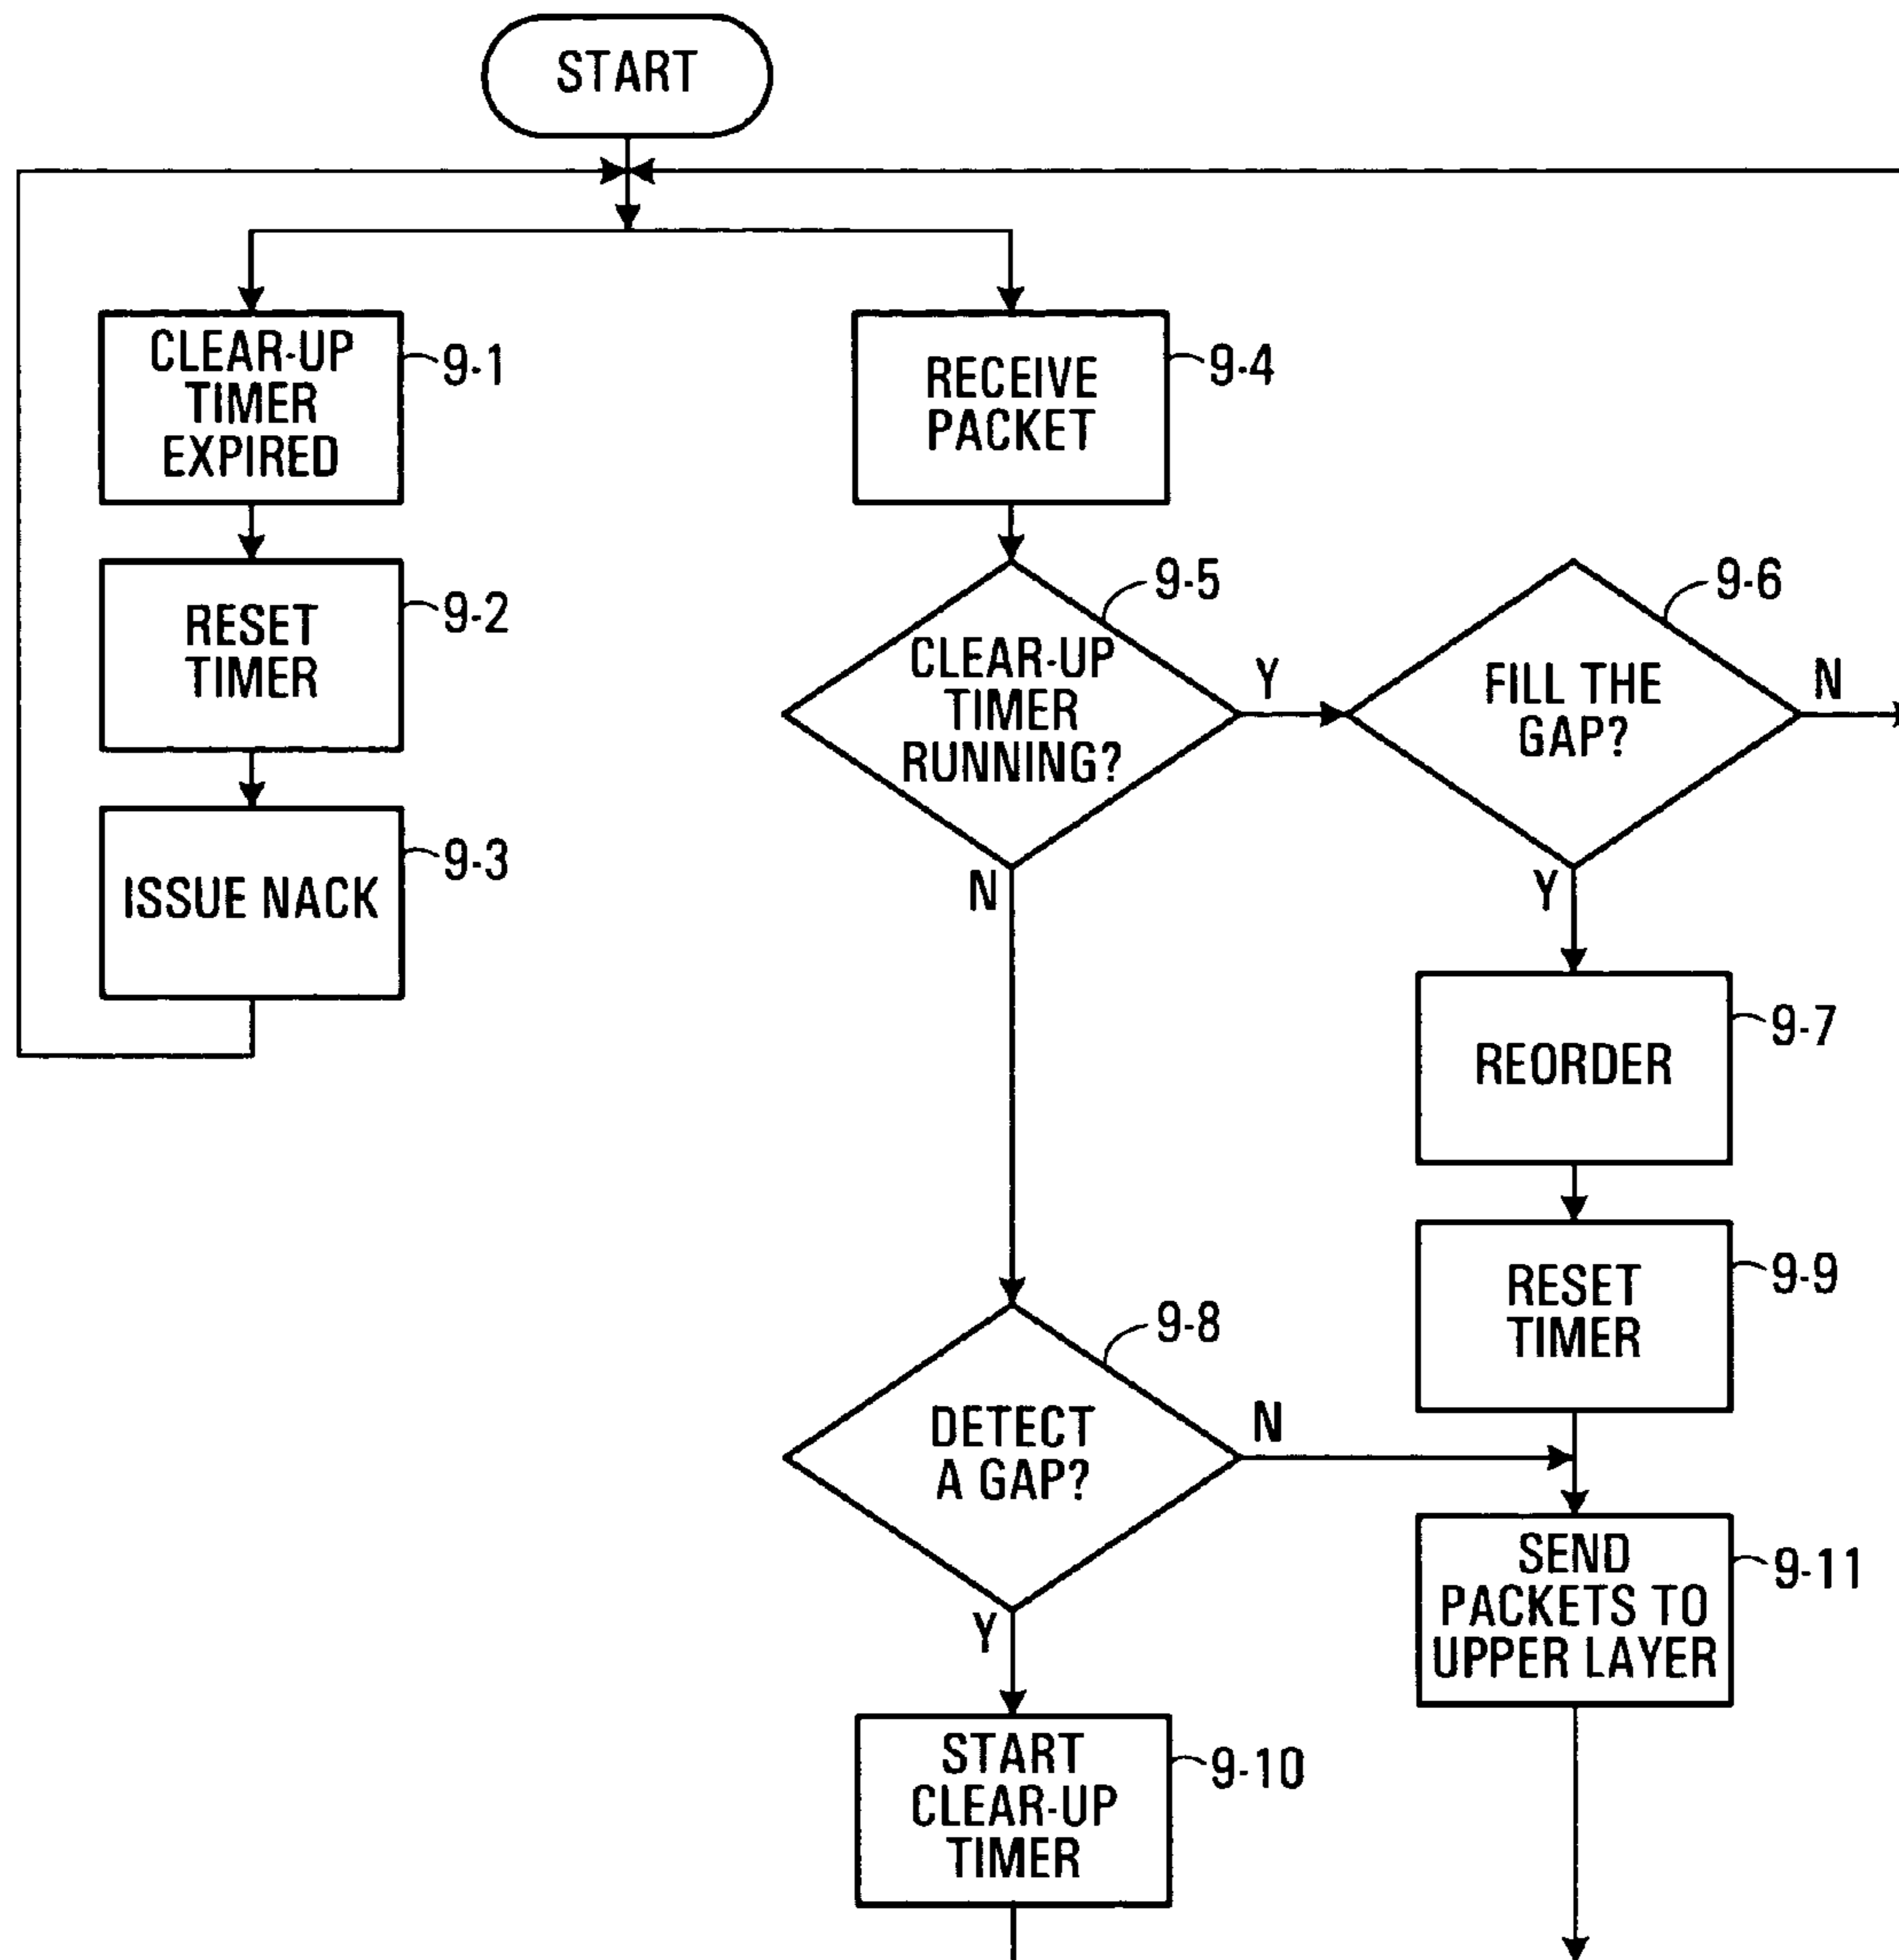 START
CLEAR-UP
TIMER
EXPIRED
9-1
RESET
TIMER
9-2
ISSUE NACK
9-3
RECEIVE
PACKET
9-4
CLEAR-UP
TIMER
RUNNING?
9-5
Y
N
FILL THE
GAP?
9-6
N
Y
REORDER
9-7
RESET
TIMER
9-9
DETECT
A GAP?
9-8
N
Y
SEND
PACKETS TO
UPPER LAYER
9-11
START
CLEAR-UP
TIMER
9-10